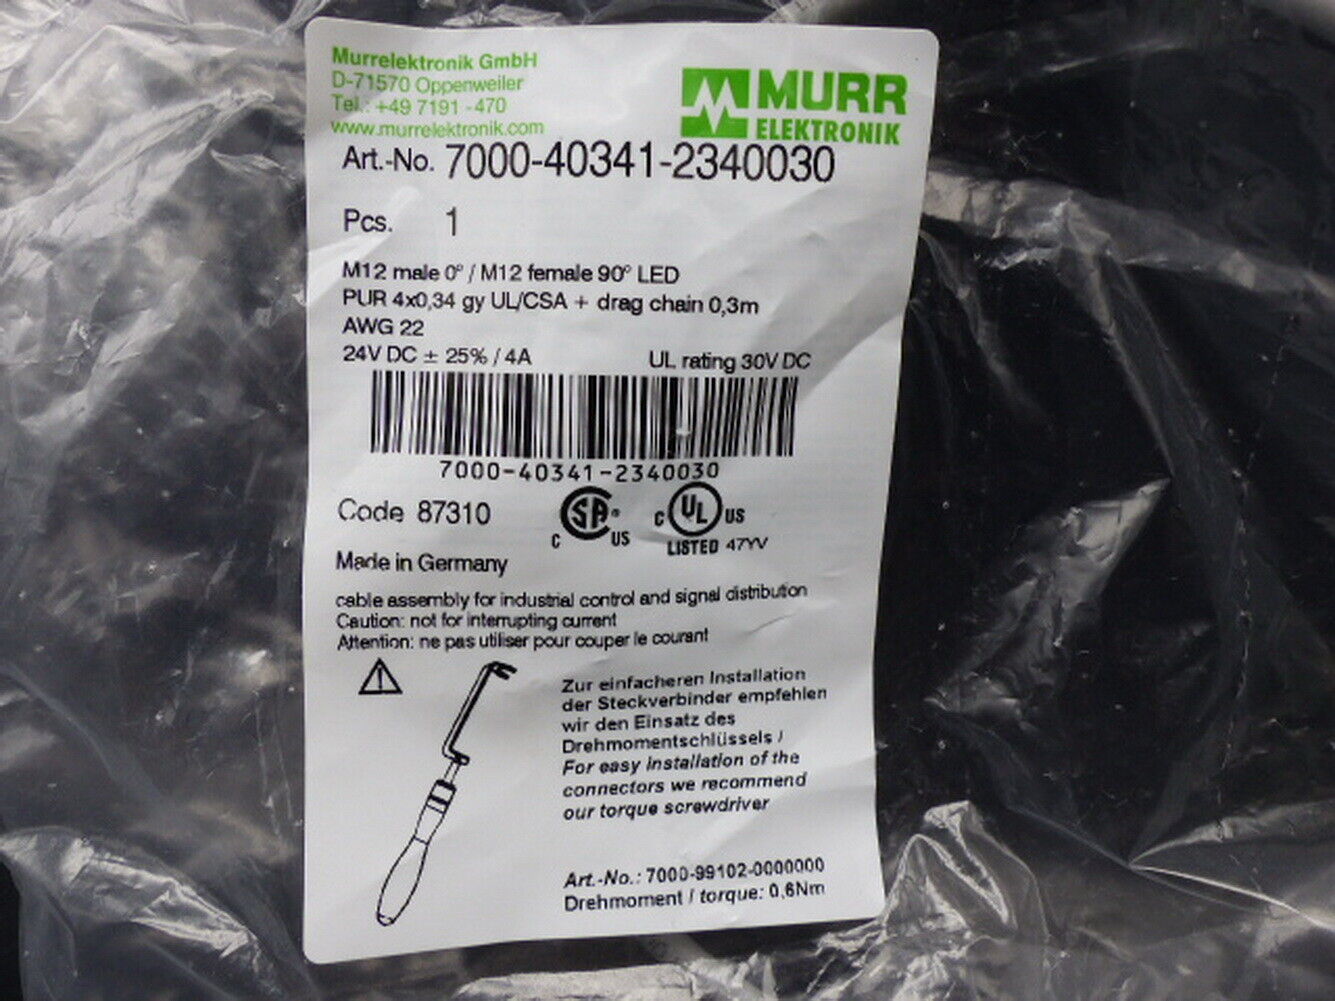 Murrelektronik GmbH
D-71570 Oppenweiler
Tel.: +49 7191 - 470
www.murrelektronik.com
MURR
ELEKTRONIK
Art.-No. 7000-40341-2340030
Pcs. 1
M12 male 0° / M12 female 90° LED
PUR 4x0,34 gy UL/CSA + drag chain 0,3m
AWG 22
24V DC ± 25% / 4A UL rating 30V DC
7000-40341-2340030
Code 87310
C SA ® US
C UL US
LISTED 47YV
Made in Germany
cable assembly for industrial control and signal distribution
Caution: not for interrupting current
Attention: ne pas utiliser pour couper le courant
Zur einfacheren Installation
der Steckverbinder empfehlen
wir den Einsatz des
Drehmomentschlüssels /
For easy installation of the
connectors we recommend
our torque screwdriver
Art.-No.: 7000-99102-0000000
Drehmoment / torque: 0,6Nm